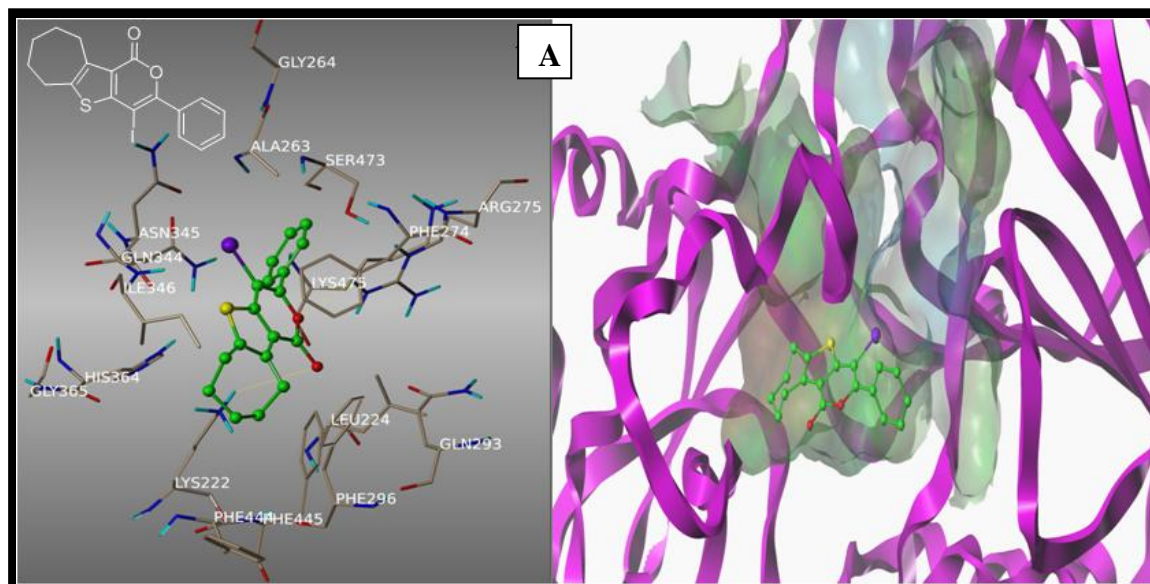 O
O
S
I
A
GLY264
ALA263
SER473
ARG275
PHE274
ASN345
GLN344
ILE346
LYS475
HIS364
GLY365
LEU224
GLN293
LYS222
PHE296
PHE444
PHE445